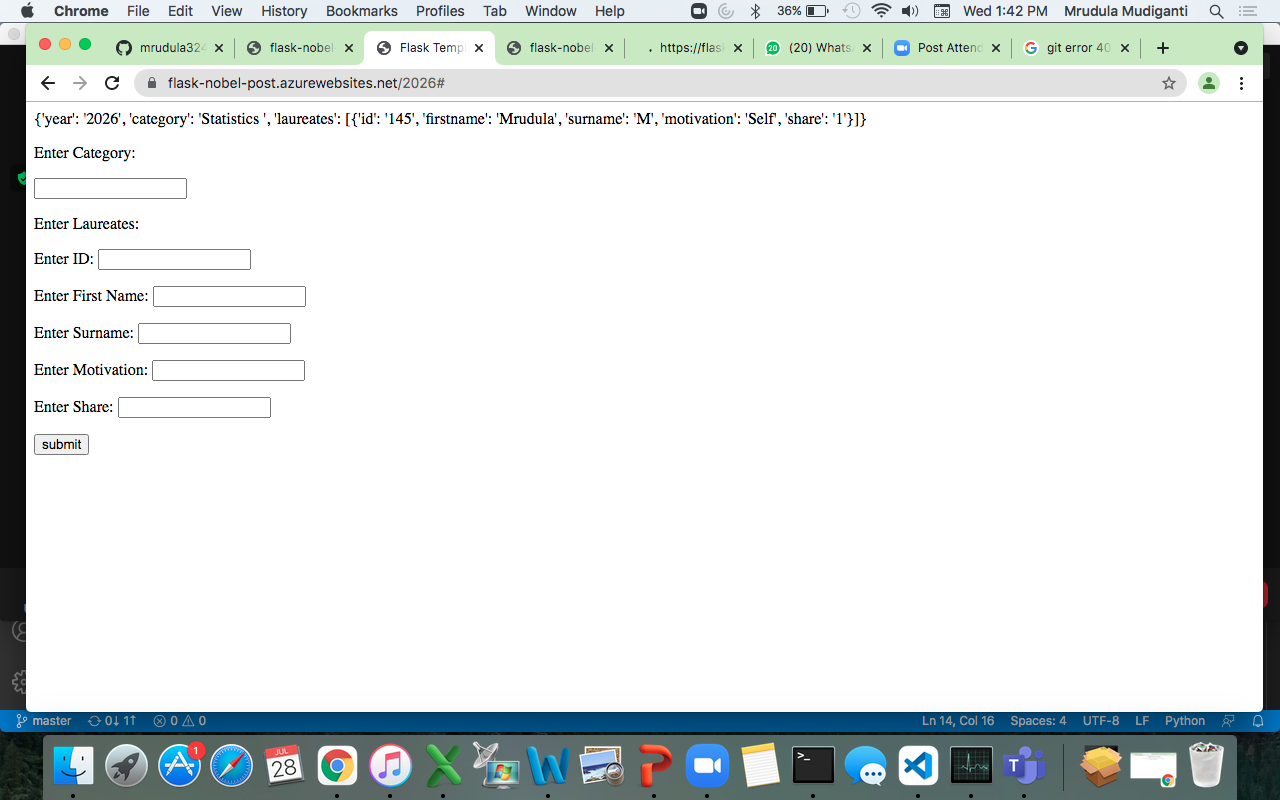 Chrome File Edit View History Bookmarks Profiles Tab Window Help 36% Wed 1:42 PM Mrudula Mudiganti
mrudula324 flask-nobel- Flask Temp flask-nobel- https://flas 20 (20) Whats Post Attend git error 40
flask-nobel-post.azurewebsites.net/2026#
{'year': '2026', 'category': 'Statistics ', 'laureates': [{'id': '145', 'firstname': 'Mrudula', 'surname': 'M', 'motivation': 'Self', 'share': '1'}]}
Enter Category:
Enter Laureates:
Enter ID:
Enter First Name:
Enter Surname:
Enter Motivation:
Enter Share:
submit
master 0↓ 1↑ 0 0 Ln 14, Col 16 Spaces: 4 UTF-8 LF Python
1 JUL 28